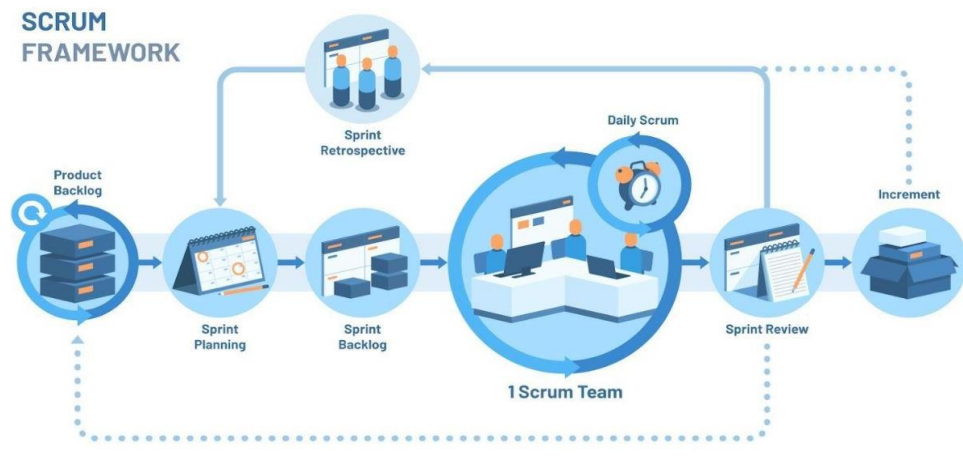 SCRUM
FRAMEWORK
Sprint
Retrospective
Daily Scrum
Product
Backlog
Increment
Sprint
Planning
Sprint
Backlog
1 Scrum Team
Sprint Review